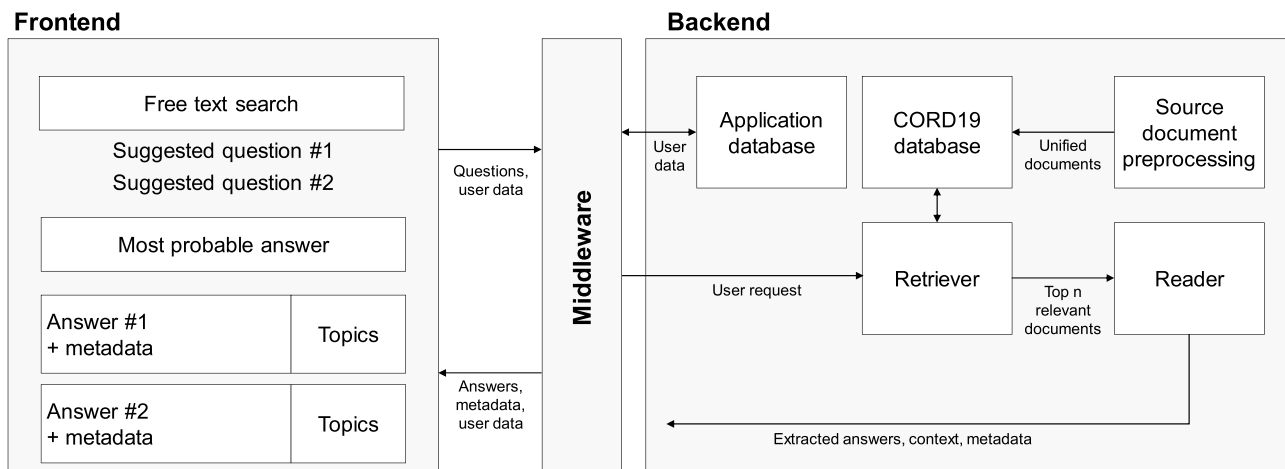 Frontend
Free text search
Suggested question #1
Suggested question #2
Most probable answer
Answer #1
+ metadata
Topics
Answer #2
+ metadata
Topics
Questions,
user data
Answers,
metadata,
user data
Middleware
Backend
Application
database
User
data
CORD19
database
Unified
documents
Source
document
preprocessing
User request
Retriever
Top n
relevant
documents
Reader
Extracted answers, context, metadata